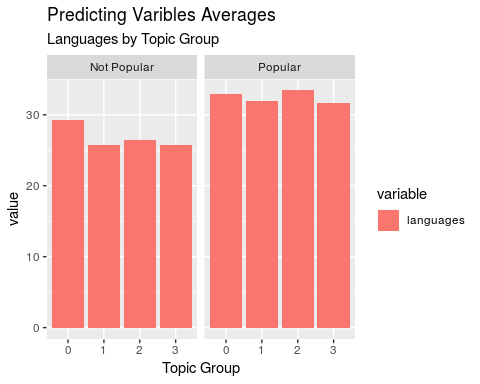 Predicting Varibles Averages
Languages by Topic Group
Not Popular
Popular
value
30
20
10
0
0 1 2 3
0 1 2 3
Topic Group
variable
languages